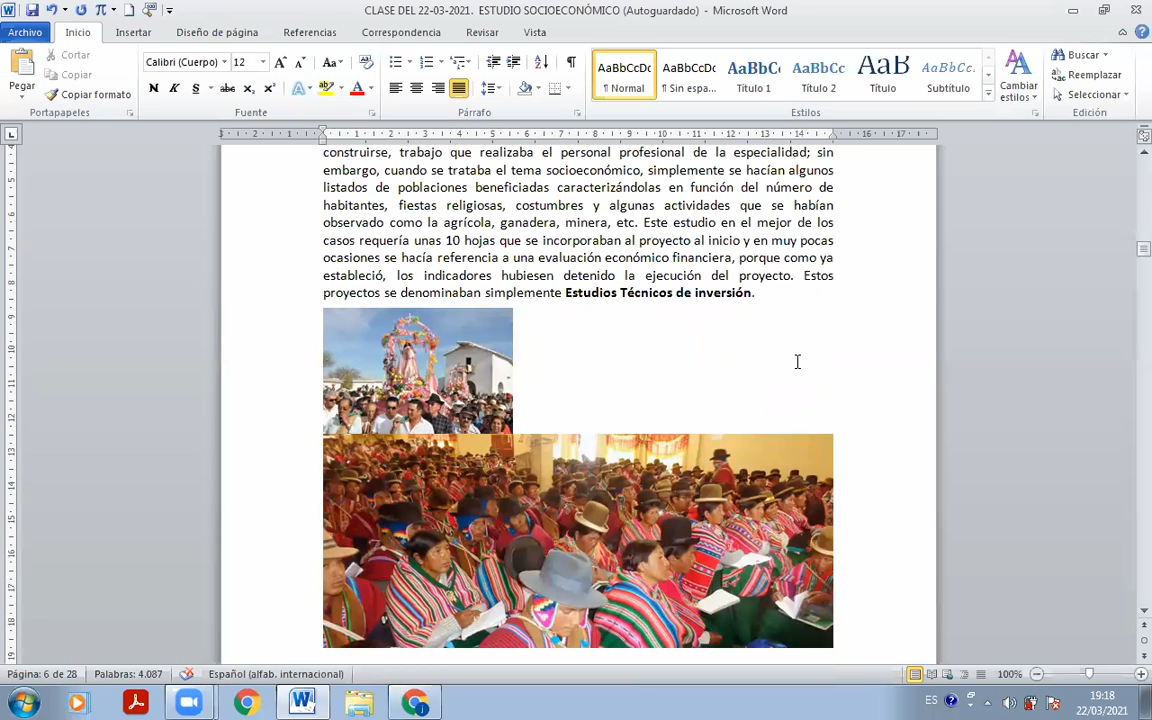 CLASE DEL 22-03-2021. ESTUDIO SOCIOECONÓMICO (Autoguardado) - Microsoft Word
Archivo Inicio Insertar Diseño de página Referencias Correspondencia Revisar Vista
Pegar
Cortar
Copiar
Copiar formato
Portapapeles
Calibri (Cuerpo) 12
N K S abc x₂ x²
Fuente
Párrafo
AaBbCcDc AaBbCcDc AaBbC AaBbCc AaB AaBbCc.
¶ Normal ¶ Sin espa... Título 1 Título 2 Título Subtítulo
Cambiar estilos
Estilos
Buscar
Reemplazar
Seleccionar
Edición
construirse, trabajo que realizaba el personal profesional de la especialidad; sin
embargo, cuando se trataba el tema socioeconómico, simplemente se hacían algunos
listados de poblaciones beneficiadas caracterizándolas en función del número de
habitantes, fiestas religiosas, costumbres y algunas actividades que se habían
observado como la agrícola, ganadera, minera, etc. Este estudio en el mejor de los
casos requería unas 10 hojas que se incorporaban al proyecto al inicio y en muy pocas
ocasiones se hacía referencia a una evaluación económico financiera, porque como ya
estableció, los indicadores hubiesen detenido la ejecución del proyecto. Estos
proyectos se denominaban simplemente Estudios Técnicos de inversión.
Página: 6 de 28 Palabras: 4.087 Español (alfab. internacional) 100%
ES 19:18
22/03/2021